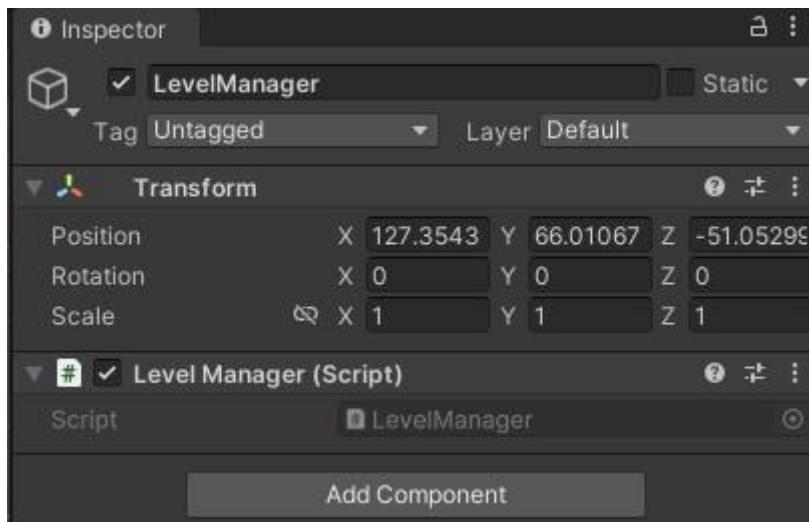 Inspector
LevelManager Static
Tag Untagged Layer Default
Transform
Position X 127.3543 Y 66.01067 Z -51.05299
Rotation X 0 Y 0 Z 0
Scale X 1 Y 1 Z 1
# Level Manager (Script)
Script LevelManager
Add Component